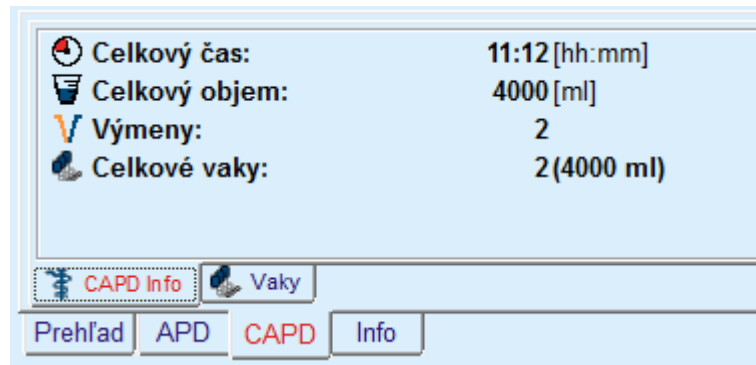 Celkový čas: 11:12 [hh:mm]
Celkový objem: 4000 [ml]
Výmeny: 2
Celkové vaky: 2 (4000 ml)
CAPD Info Vaky
Prehľad APD CAPD Info